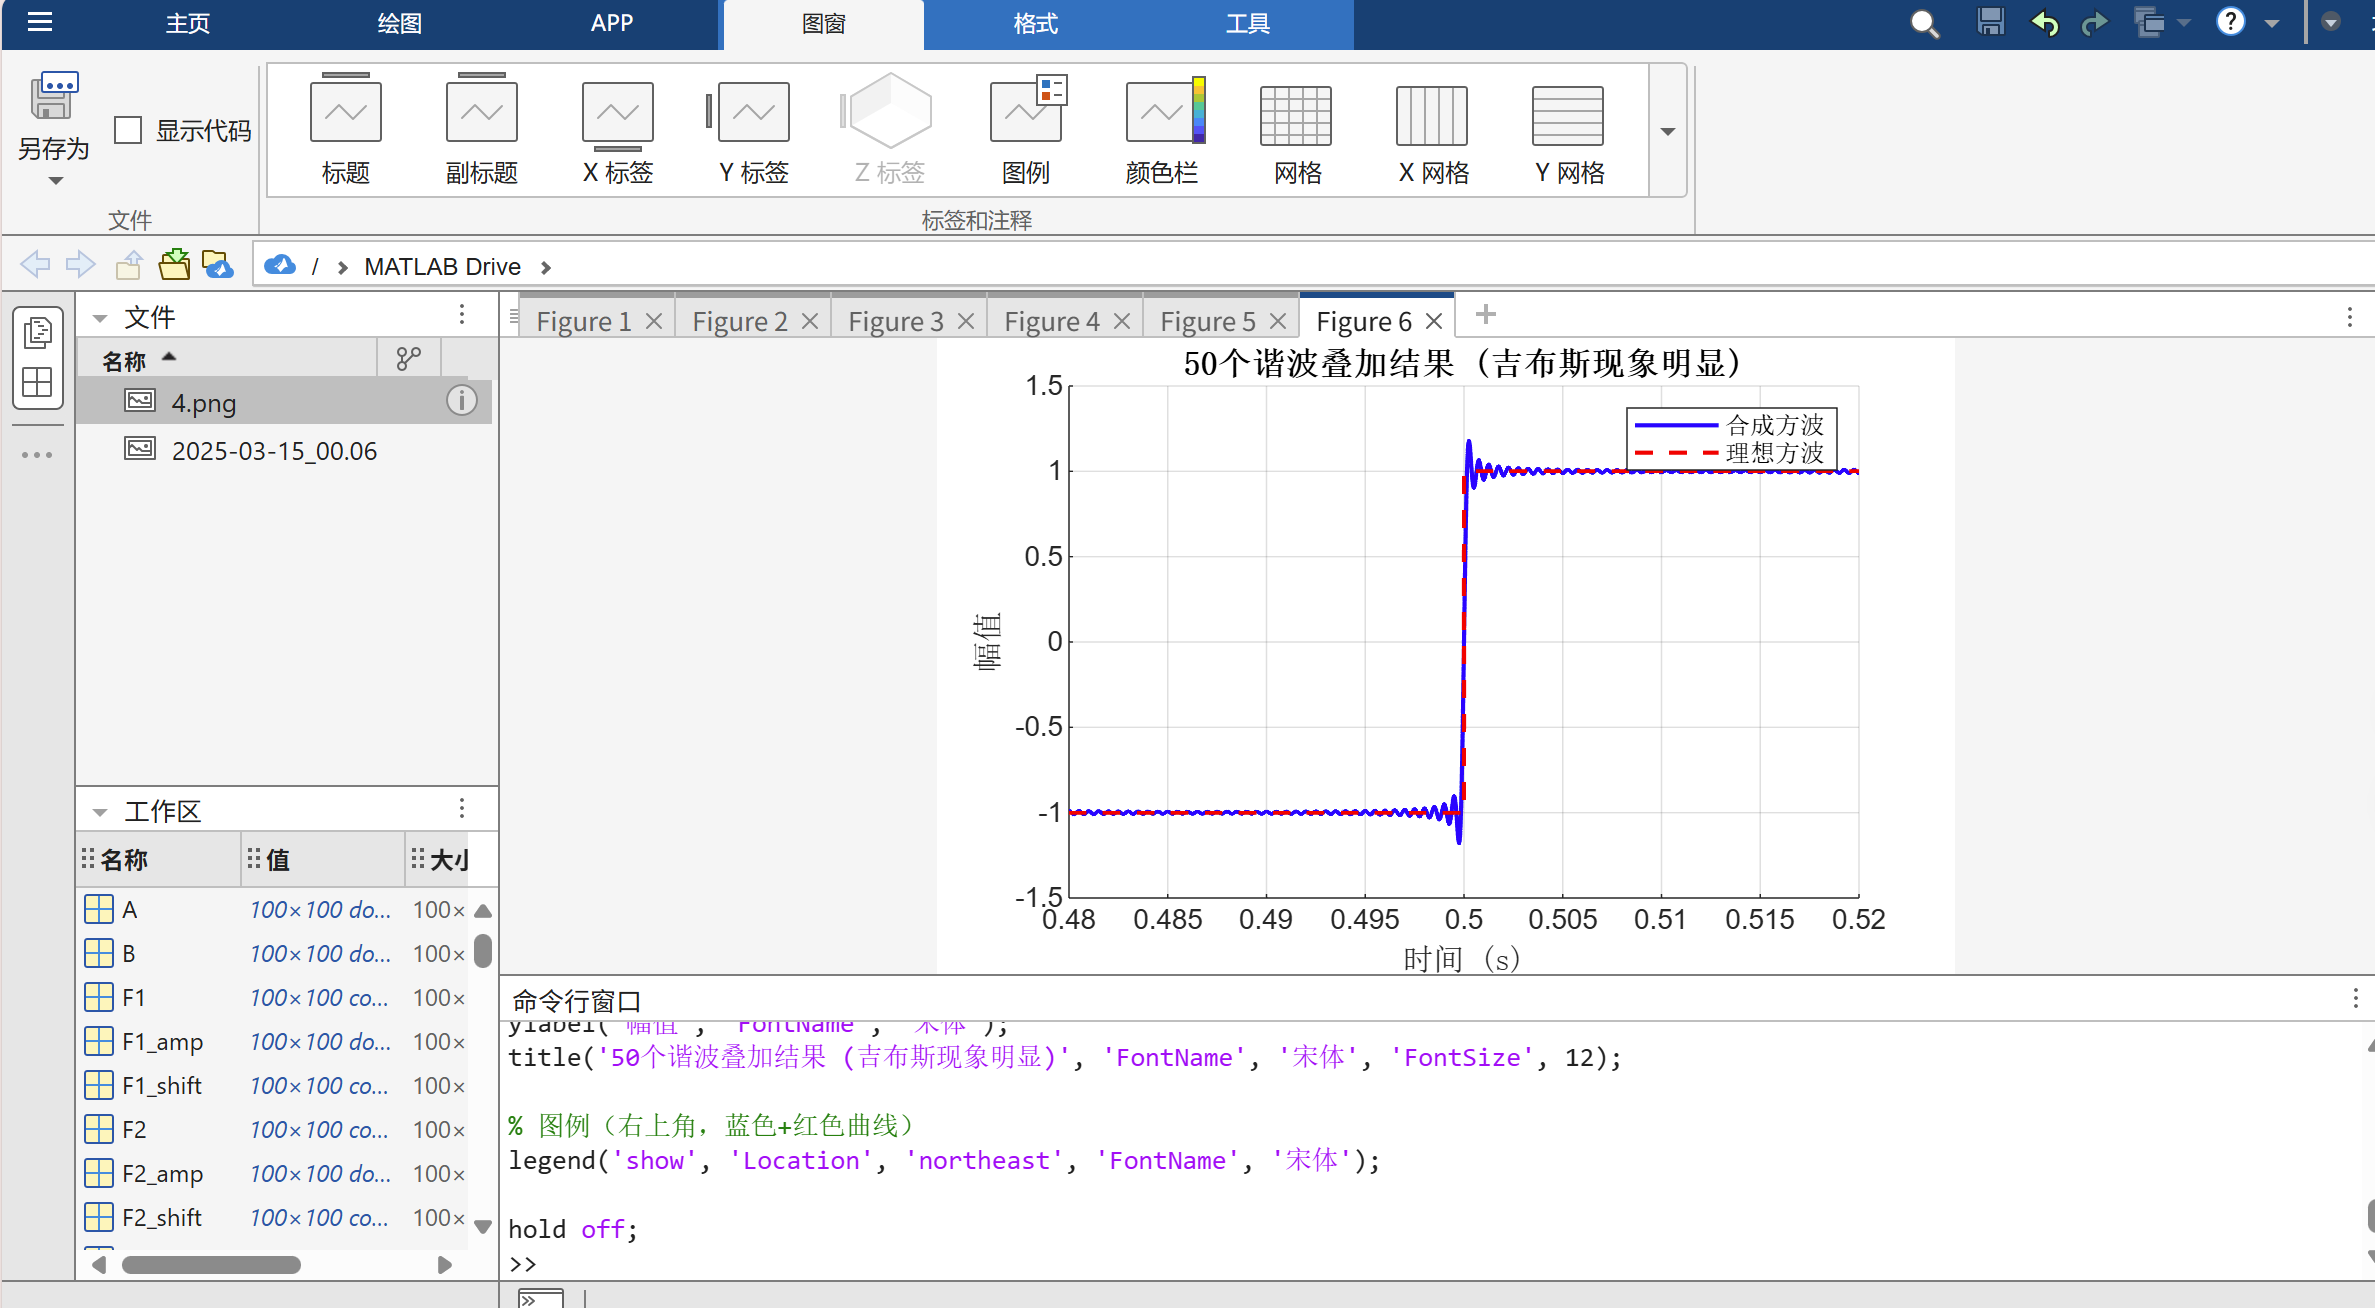 主页 绘图 APP 图窗 格式 工具
另存为
显示代码
标题 副标题 X 标签 Y 标签 Z 标签 图例 颜色栏 网格 X 网格 Y 网格
文件 标签和注释
/ MATLAB Drive
文件
名称
4.png
2025-03-15_00.06
Figure 1 Figure 2 Figure 3 Figure 4 Figure 5 Figure 6
50个谐波叠加结果 (吉布斯现象明显)
合成方波
理想方波
1.5
1
0.5
0
-0.5
-1
-1.5
幅值
0.48 0.485 0.49 0.495 0.5 0.505 0.51 0.515 0.52
时间 (s)
工作区
名称 值 大小
A 100×100 do... 100×
B 100×100 do... 100×
F1 100×100 co... 100×
F1_amp 100×100 do... 100×
F1_shift 100×100 co... 100×
F2 100×100 co... 100×
F2_amp 100×100 do... 100×
F2_shift 100×100 co... 100×
命令行窗口
ylabel('幅值', 'FontName', '宋体');
title('50个谐波叠加结果 (吉布斯现象明显)', 'FontName', '宋体', 'FontSize', 12);
% 图例（右上角，蓝色+红色曲线）
legend('show', 'Location', 'northeast', 'FontName', '宋体');
hold off;
>>